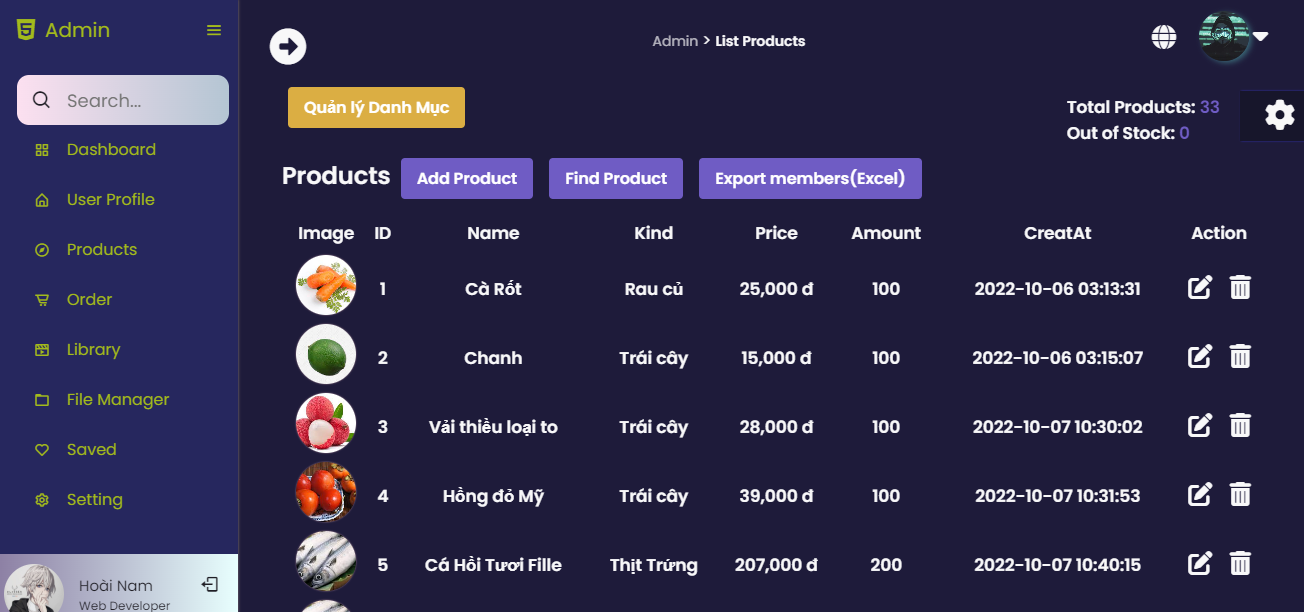 Admin
Search...
Dashboard
User Profile
Products
Order
Library
File Manager
Saved
Setting
Hoài Nam
Web Developer
Admin > List Products
Quản lý Danh Mục
Total Products: 33
Out of Stock: 0
Products Add Product Find Product Export members(Excel)
Image ID Name Kind Price Amount CreatAt Action
1 Cà Rốt Rau củ 25,000 đ 100 2022-10-06 03:13:31
2 Chanh Trái cây 15,000 đ 100 2022-10-06 03:15:07
3 Vải thiều loại to Trái cây 28,000 đ 100 2022-10-07 10:30:02
4 Hồng đỏ Mỹ Trái cây 39,000 đ 100 2022-10-07 10:31:53
5 Cá Hồi Tươi Fille Thịt Trứng 207,000 đ 200 2022-10-07 10:40:15